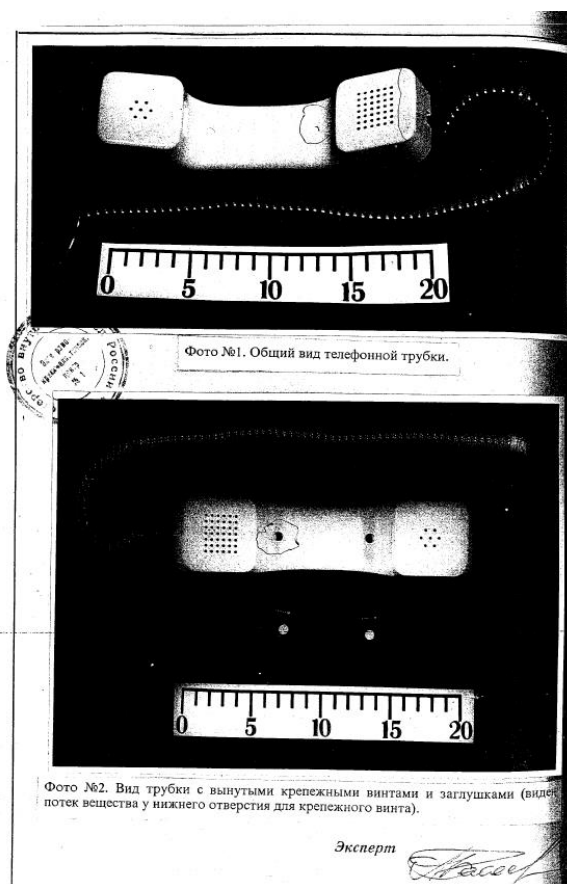 0 5 10 15 20
Фото №1. Общий вид телефонной трубки.
0 5 10 15 20
Фото №2. Вид трубки с вынутыми крепежными винтами и заглушками (виден
потек вещества у нижнего отверстия для крепежного винта).
Эксперт